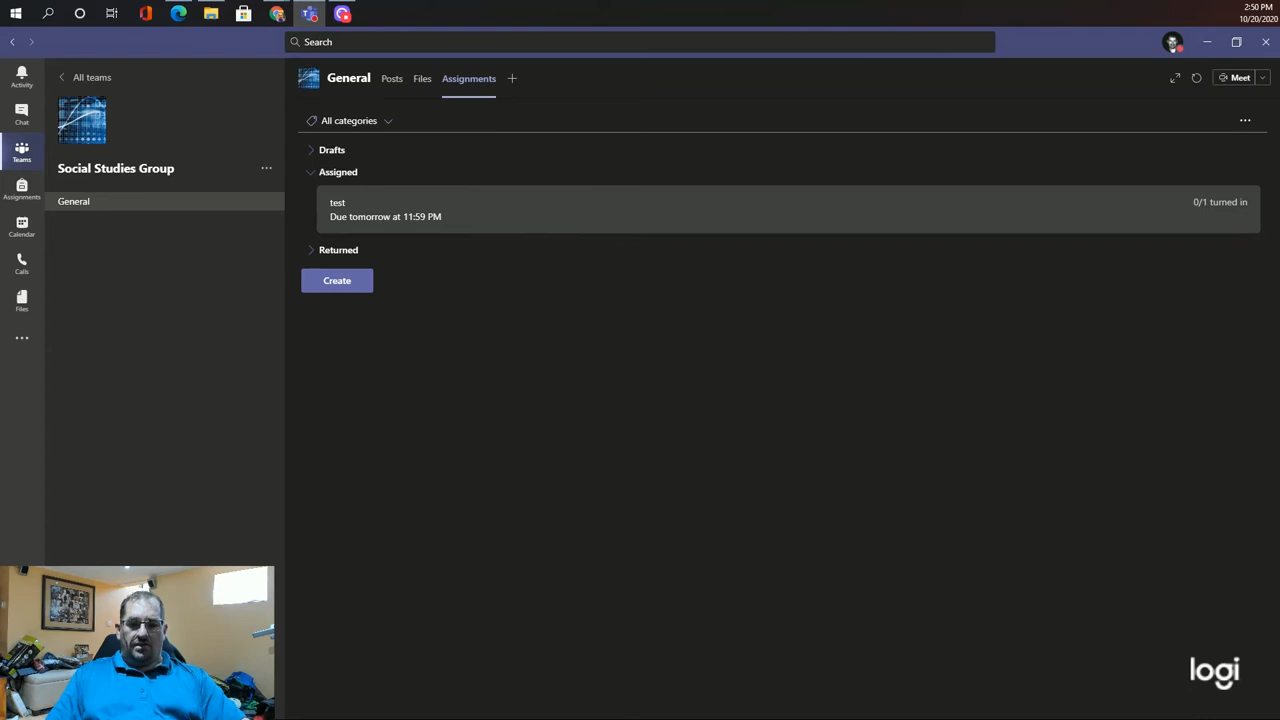 2:50 PM
10/20/2020
Search
Activity
Chat
Teams
Assignments
Calendar
Calls
Files
All teams
Social Studies Group
General
General Posts Files Assignments
Meet
All categories
Drafts
Assigned
test
0/1 turned in
Due tomorrow at 11:59 PM
Returned
Create
logi